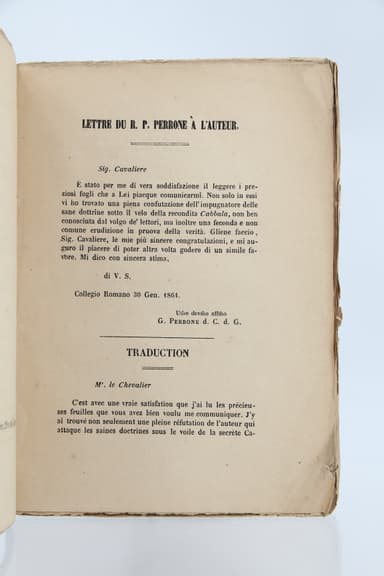 LETTRE DU R. P. PERRONE À L'AUTEUR.
Sig. Cavaliere
È stato per me di vera soddisfazione il leggere i pre-
ziosi fogli che a Lei piacque comunicarmi. Non solo in essi
vi ho trovato una piena confutazione dell'impugnatore delle
sane dottrine sotto il velo della recondita Cabbala, non ben
conosciuta dal volgo de' lettori, ma inoltre una feconda e non
comune erudizione in pruova della verità. Gliene faccio,
Sig. Cavaliere, le mie più sincere congratulazioni, e mi au-
guro il piacere di poter altra volta godere di un simile fa-
vore. Mi dico con sincera stima,
di V. S.
Collegio Romano 30 Gen. 1861.
G. PERRONE d. C. d. G.
TRADUCTION
Mr. le Chevalier
C'est avec une vraie satisfaction que j'ai lu les précieu-
ses feuilles que vous avez bien voulu me communiquer. J'y
ai trouvé non seulement une pleine réfutation de l'auteur qui
attaque les saines doctrines sous le voile de la secrète Ca-